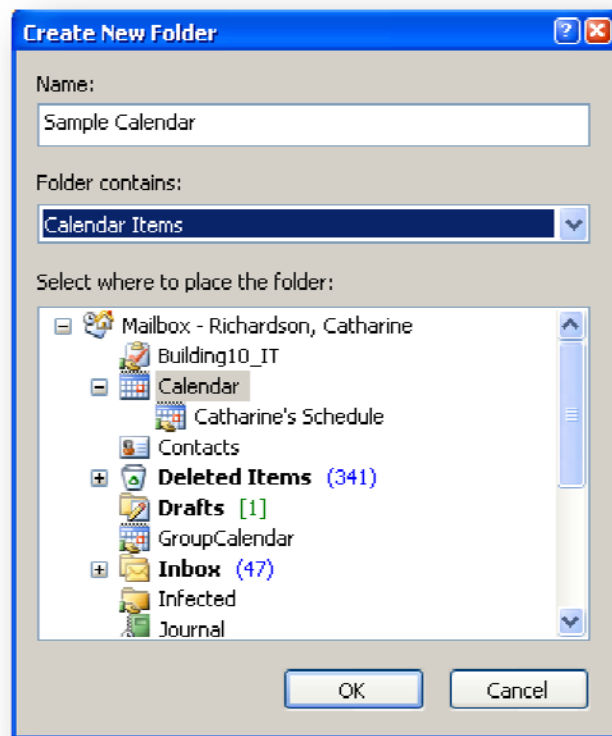 Create New Folder
Name:
Sample Calendar
Folder contains:
Calendar Items
Select where to place the folder:
Mailbox - Richardson, Catharine
Building10_IT
Calendar
Catharine's Schedule
Contacts
Deleted Items (341)
Drafts [1]
GroupCalendar
Inbox (47)
Infected
Journal
OK Cancel